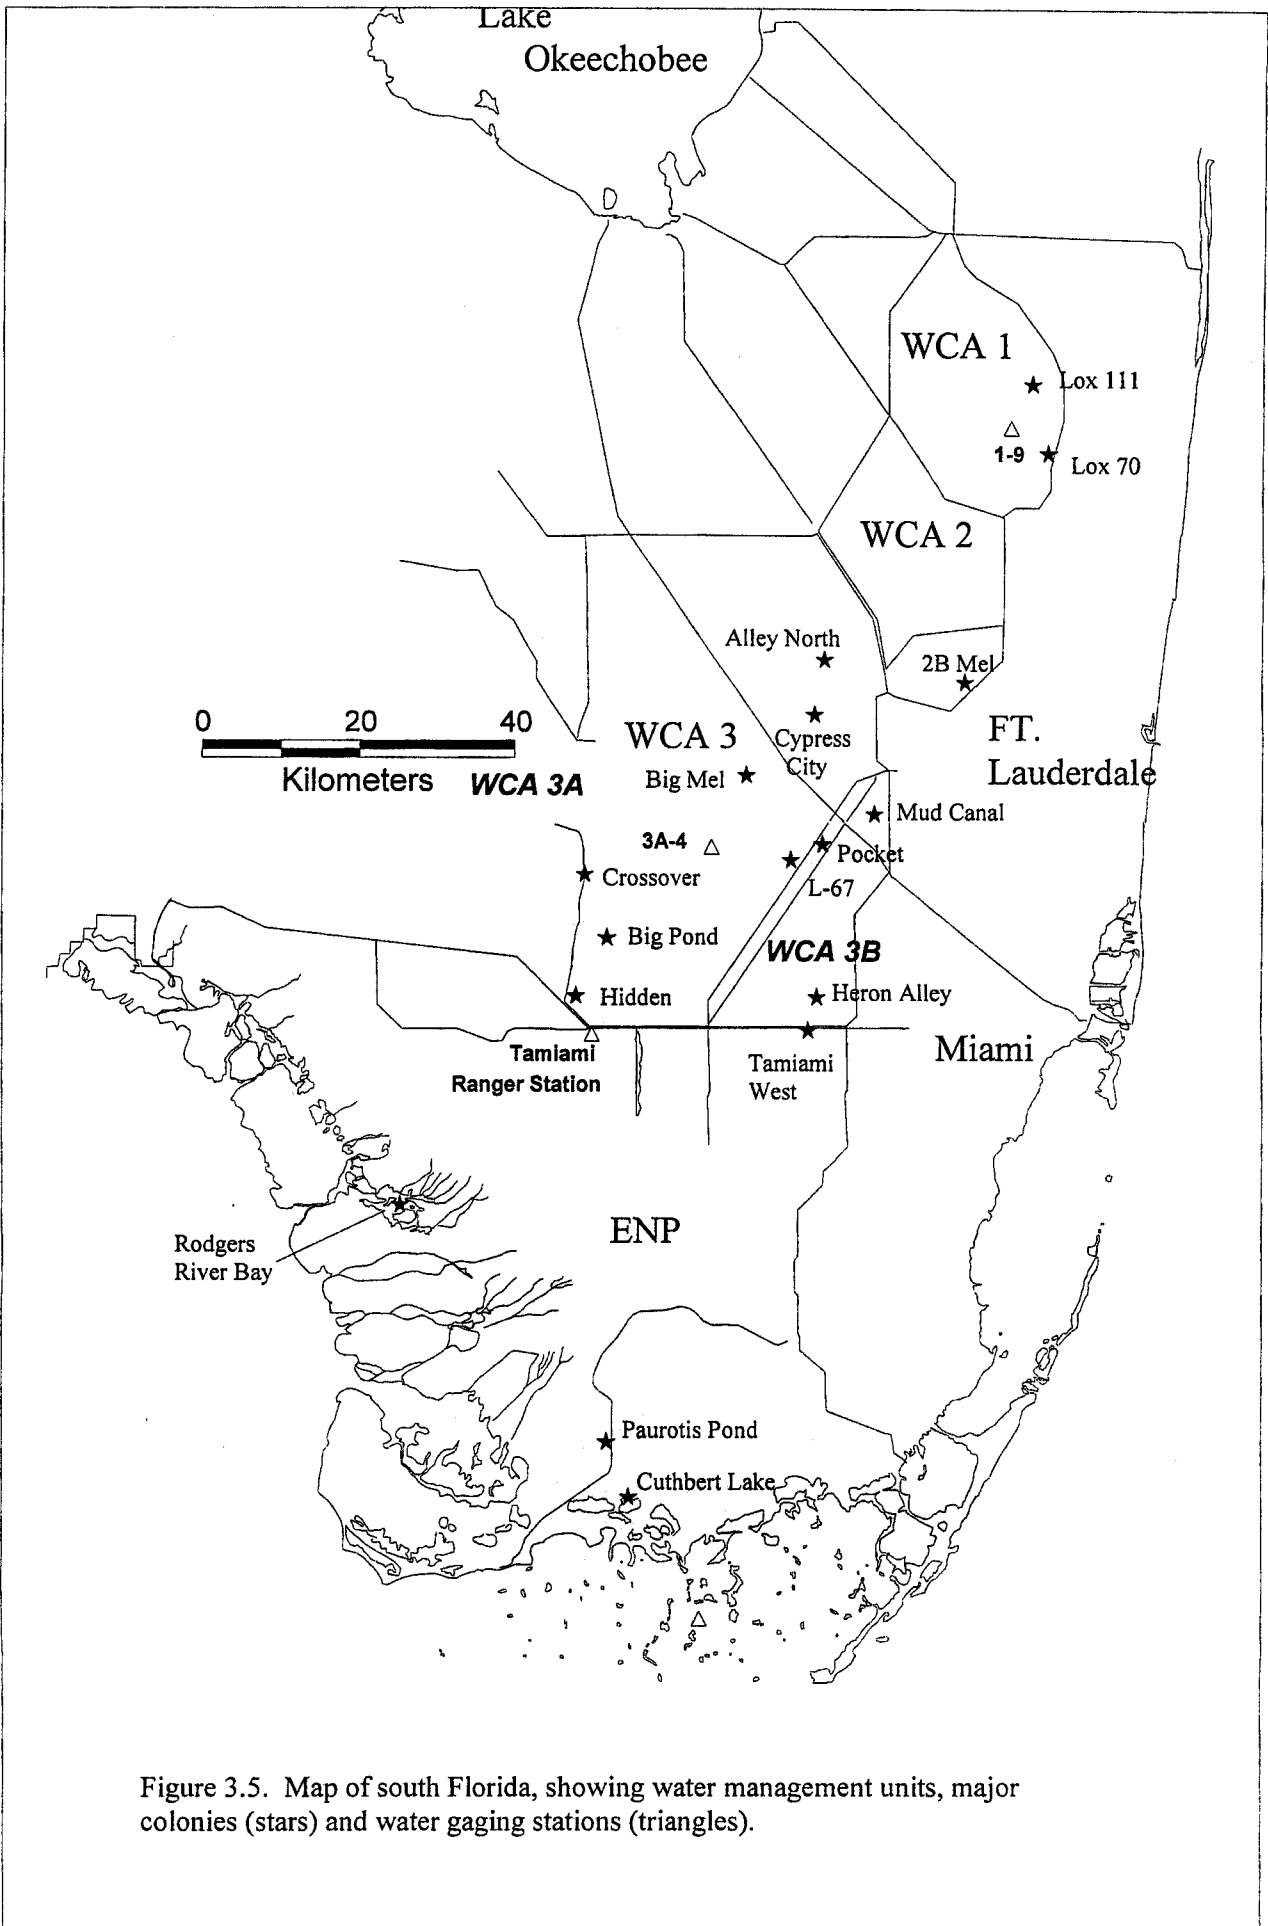 Lake
Okeechobee
WCA 1
Lox 111
1-9
Lox 70
WCA 2
Alley North
2B Mel
0 20 40
Kilometers
WCA 3
Cypress
City
FT.
Lauderdale
WCA 3A
Big Mel
Mud Canal
3A-4
Pocket
Crossover
L-67
Big Pond
WCA 3B
Hidden
Heron Alley
Tamiami
Ranger Station
Tamiami
West
Miami
ENP
Rodgers
River Bay
Paurotis Pond
Cuthbert Lake
Figure 3.5. Map of south Florida, showing water management units, major
colonies (stars) and water gaging stations (triangles).